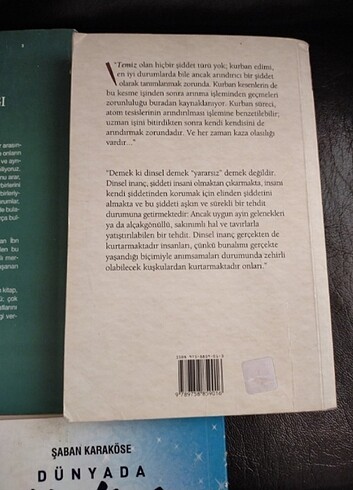 "Temiz olan hiçbir şiddet türü yok; kurban edimi,
en iyi durumlarda bile ancak arındırıcı bir şiddet
olarak tanımlanmak zorunda. Kurban kesenlerin de
bu kesme işinden sonra arınma işleminden geçmeleri
zorunluluğu buradan kaynaklanıyor. Kurban süreci,
atom tesislerinin arındırılması işlemine benzetilebilir;
uzman işini bitirdikten sonra kendi kendisini de
arındırmak zorundadır. Ve her zaman kaza olasılığı
vardır..."
"Demek ki dinsel demek "yararsız" demek değildir.
Dinsel inanç, şiddeti insani olmaktan çıkarmakta, insanı
kendi şiddetinden korumak için elinden şiddetini
almakta ve bu şiddeti aşkın ve sürekli bir tehdit
durumuna getirmektedir: Ancak uygun ayin gelenekleri
ya da alçakgönüllü, sakınımlı hal ve tavırlarla
yatıştırılabilen bir tehdit. Dinsel inanç gerçekten de
kurtarmaktadır insanları, çünkü bunalımı gerçekte
yaşandığı biçimiyle anımsamaları durumunda zehirli
olabilecek kuşkulardan kurtarmaktadır onları."
9 789758 859016
ŞABAN KARAKÖSE
DÜNYADA